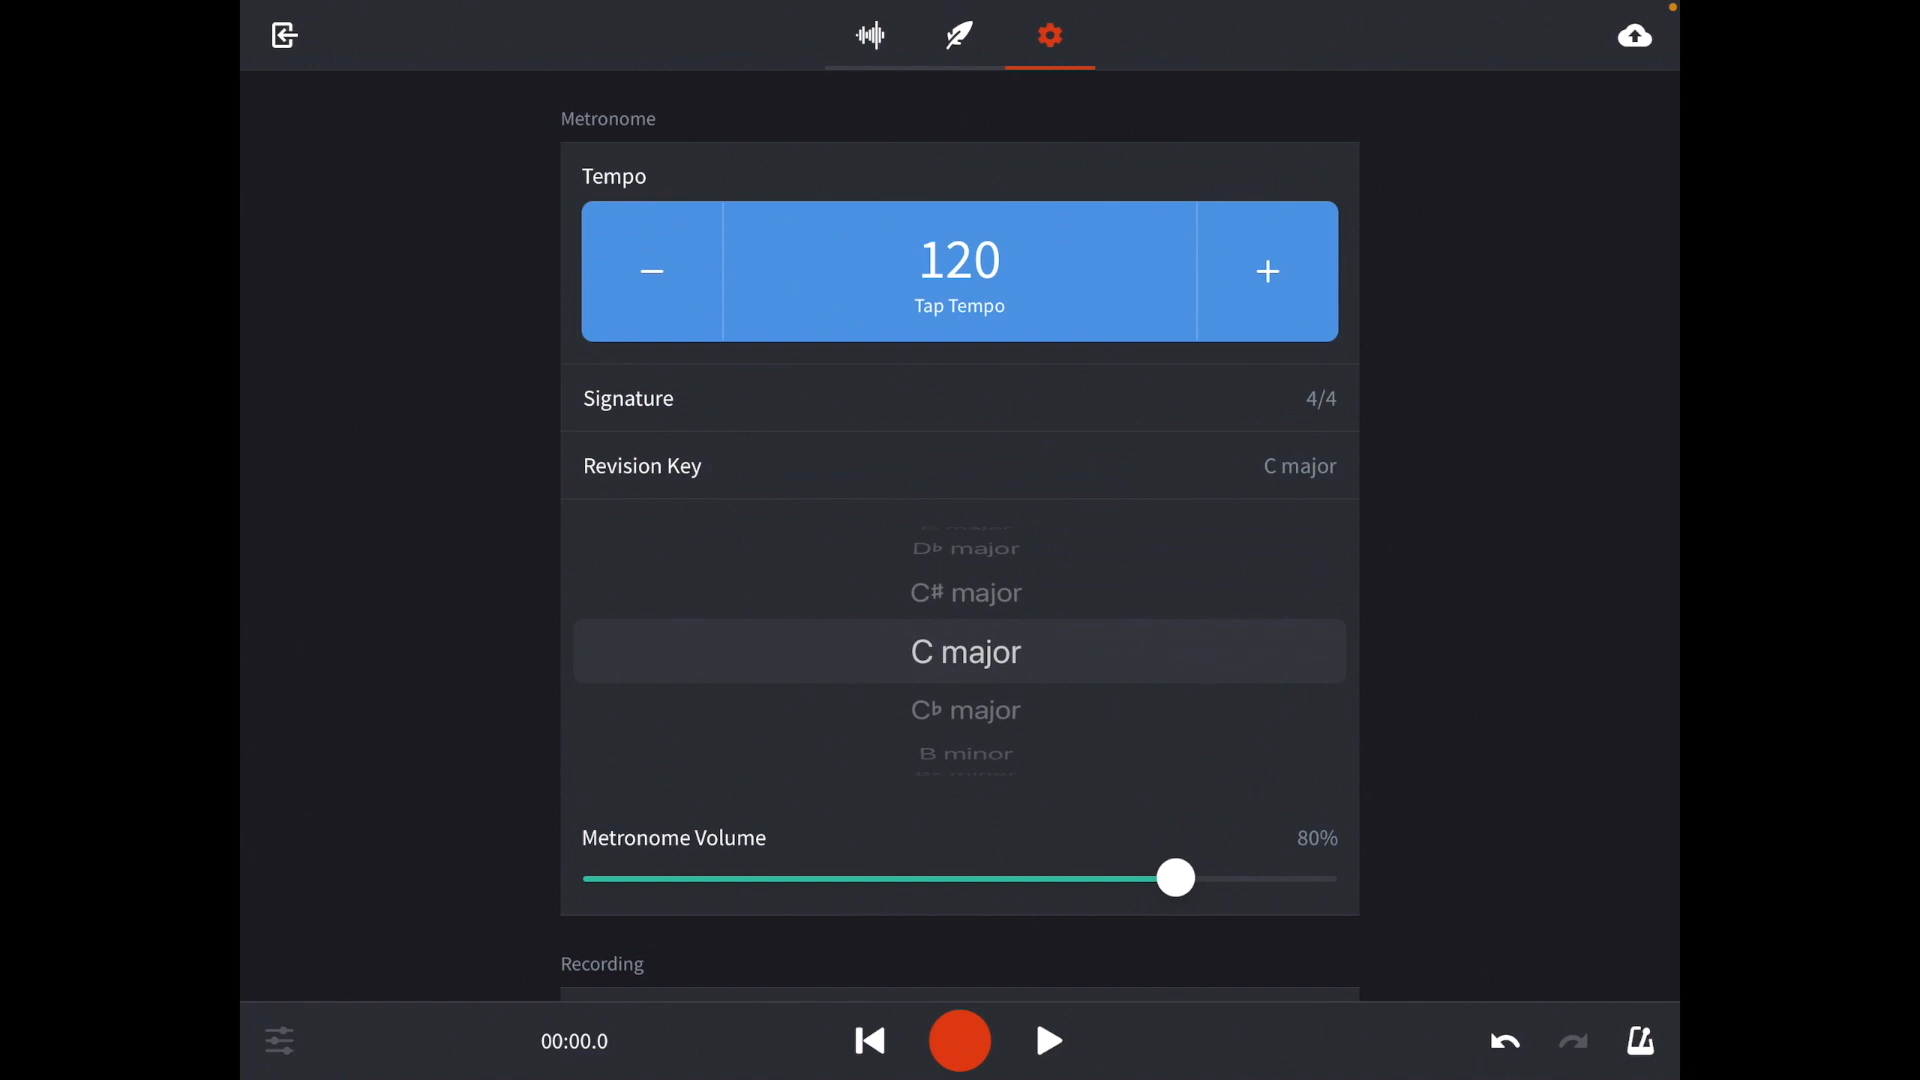 Metronome
Tempo
120
Tap Tempo
Signature 4/4
Revision Key C major
D♭ major
C# major
C major
C♭ major
B minor
Metronome Volume 80%
Recording
00:00.0